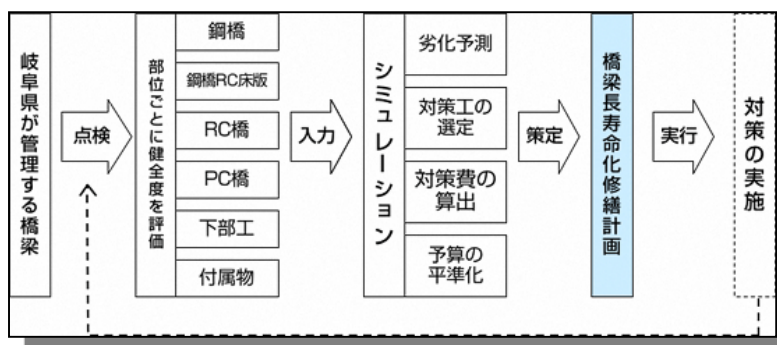 岐阜県が管理する橋梁
点検
部位ごとに健全度を評価
鋼橋
鋼橋RC床版
RC橋
PC橋
下部工
付属物
入力
シミュレーション
劣化予測
対策工の
選定
対策費の
算出
予算の
平準化
策定
橋梁長寿命化修繕計画
実行
対策の実施